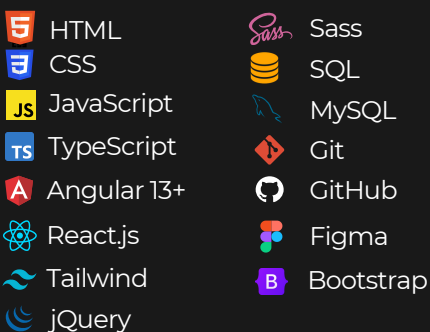 HTML
CSS
JavaScript
TypeScript
Angular 13+
React.js
Tailwind
jQuery
Sass
SQL
MySQL
Git
GitHub
Figma
Bootstrap